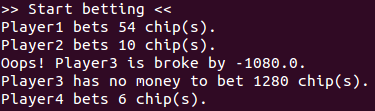 >> Start betting <<
Player1 bets 54 chip(s).
Player2 bets 10 chip(s).
Oops! Player3 is broke by -1080.0.
Player3 has no money to bet 1280 chip(s).
Player4 bets 6 chip(s).